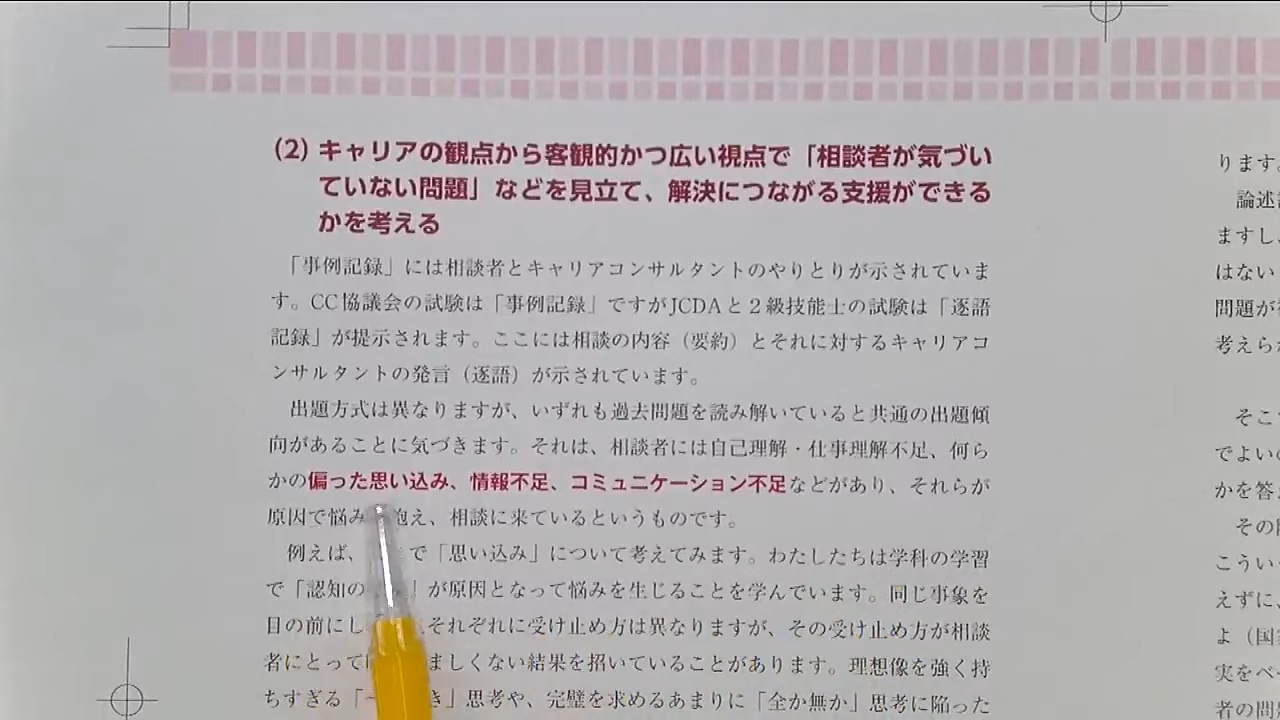 (2) キャリアの観点から客観的かつ広い視点で「相談者が気づい
ていない問題」などを見立て、解決につながる支援ができる
かを考える
「事例記録」には相談者とキャリアコンサルタントのやりとりが示されていま
す。CC協議会の試験は「事例記録」ですがJCDAと2級技能士の試験は「逐語
記録」が提示されます。ここには相談の内容（要約）とそれに対するキャリアコ
ンサルタントの発言（逐語）が示されています。
出題方式は異なりますが、いずれも過去問題を読み解いていると共通の出題傾
向があることに気づきます。それは、相談者には自己理解・仕事理解不足、何ら
かの偏った思い込み、情報不足、コミュニケーション不足などがあり、それらが
原因で悩み 抱え、相談に来ているというものです。
例えば、 で「思い込み」について考えてみます。わたしたちは学科の学習
で「認知の 」が原因となって悩みを生じることを学んでいます。同じ事象を
目の前にし それぞれに受け止め方は異なりますが、その受け止め方が相談
者にとって ましくない結果を招いていることがあります。理想像を強く持
ちすぎる「 き」思考や、完璧を求めるあまりに「全か無か」思考に陥った
ります。
論述
ますし、
はない
問題が
考えら
そこ
でよい
かを答
その
こうい
えずに、
よ（国
実をべ
者の問